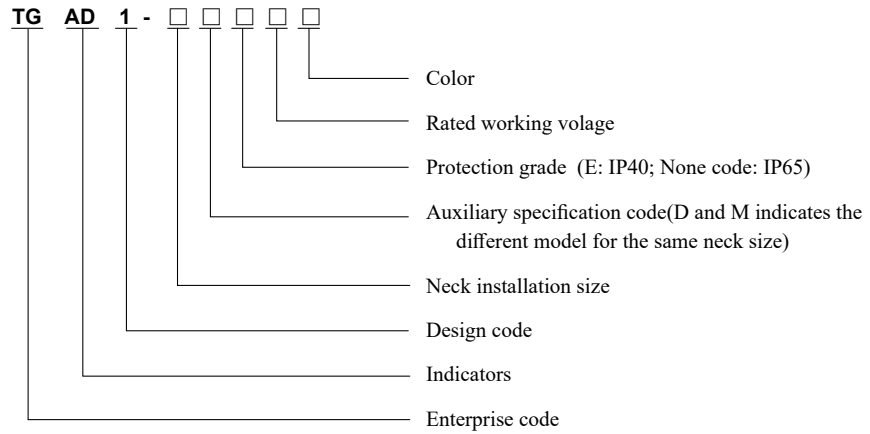 TG AD 1 - □ □ □ □ □
Color
Rated working volage
Protection grade (E: IP40; None code: IP65)
Auxiliary specification code(D and M indicates the
different model for the same neck size)
Neck installation size
Design code
Indicators
Enterprise code